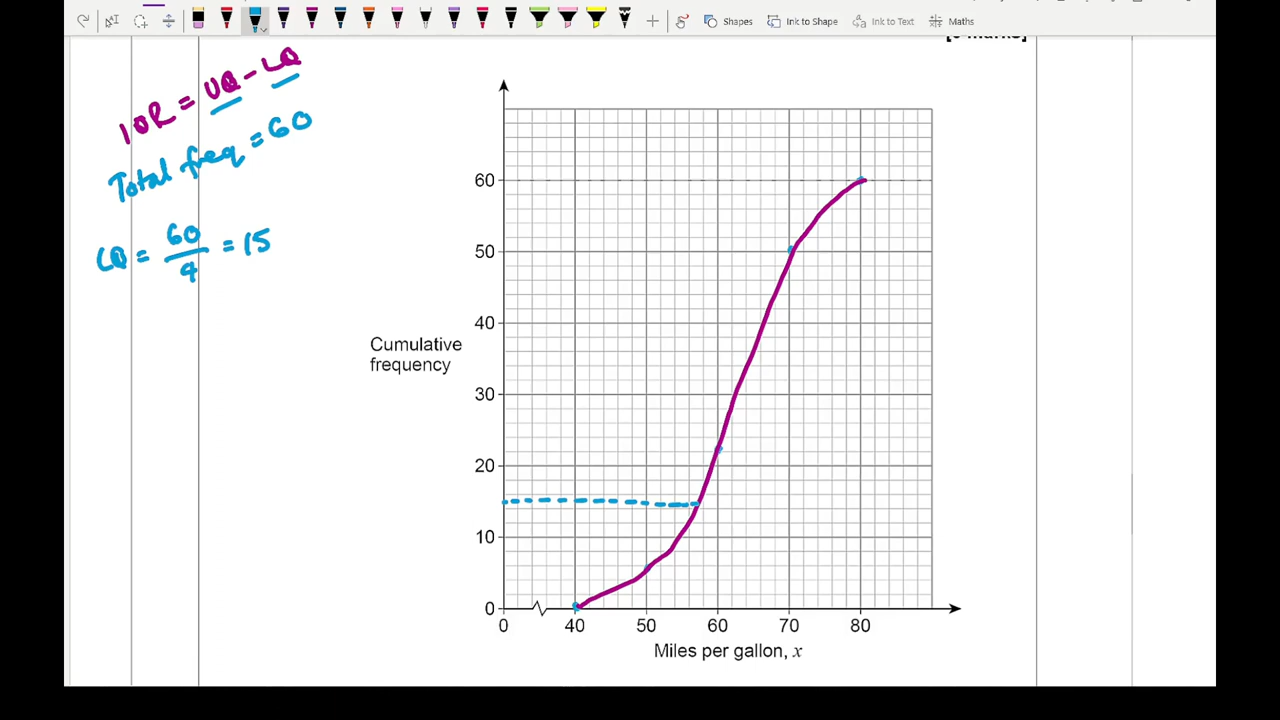 Shapes Ink to Shape Ink to Text Maths
IQR = UQ - LQ
Total freq = 60
LQ = 60/4 = 15
60
50
40
Cumulative
frequency
30
20
10
0
0 40 50 60 70 80
Miles per gallon, x